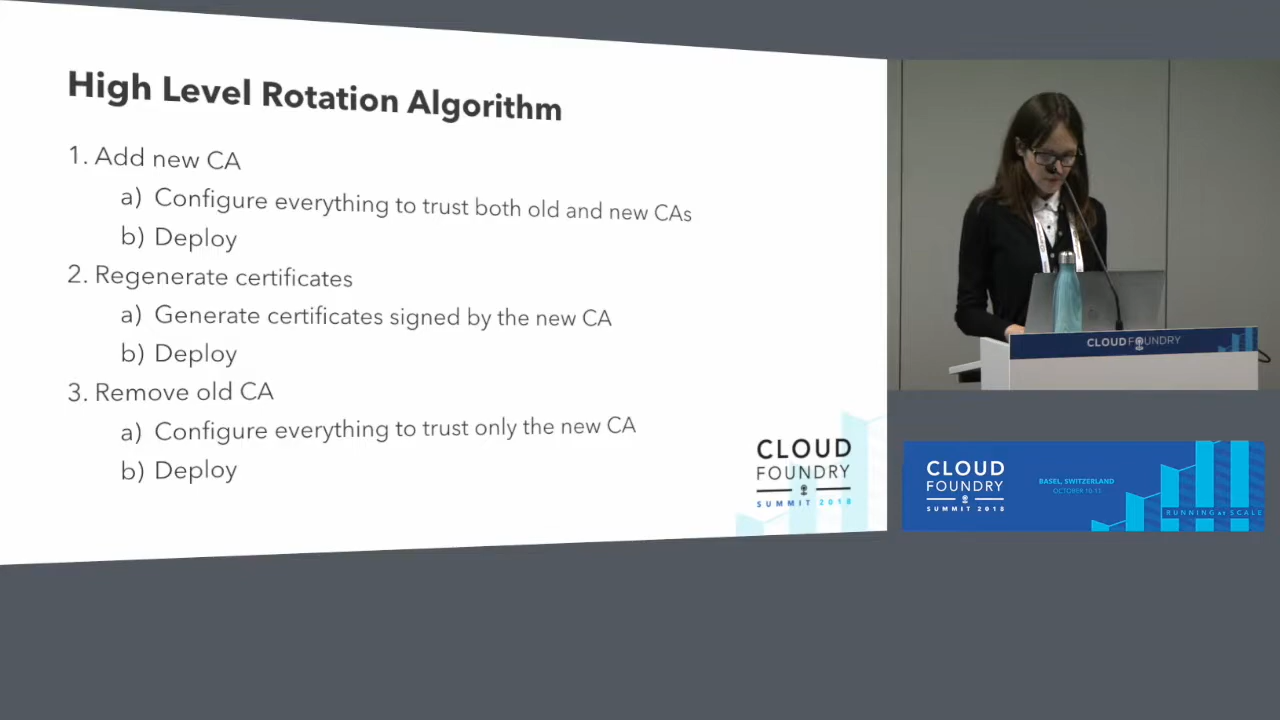 High Level Rotation Algorithm
1. Add new CA
a) Configure everything to trust both old and new CAs
b) Deploy
2. Regenerate certificates
a) Generate certificates signed by the new CA
b) Deploy
3. Remove old CA
a) Configure everything to trust only the new CA
b) Deploy
CLOUD
FOUNDRY
SUMMIT 2018
CLOUD FOUNDRY
CLOUD
FOUNDRY
SUMMIT 2018
BASEL, SWITZERLAND
OCTOBER 10-11
RUNNING AT SCALE